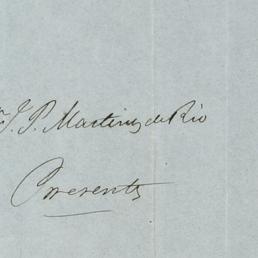 J. P. Martinez del Rio
Presente